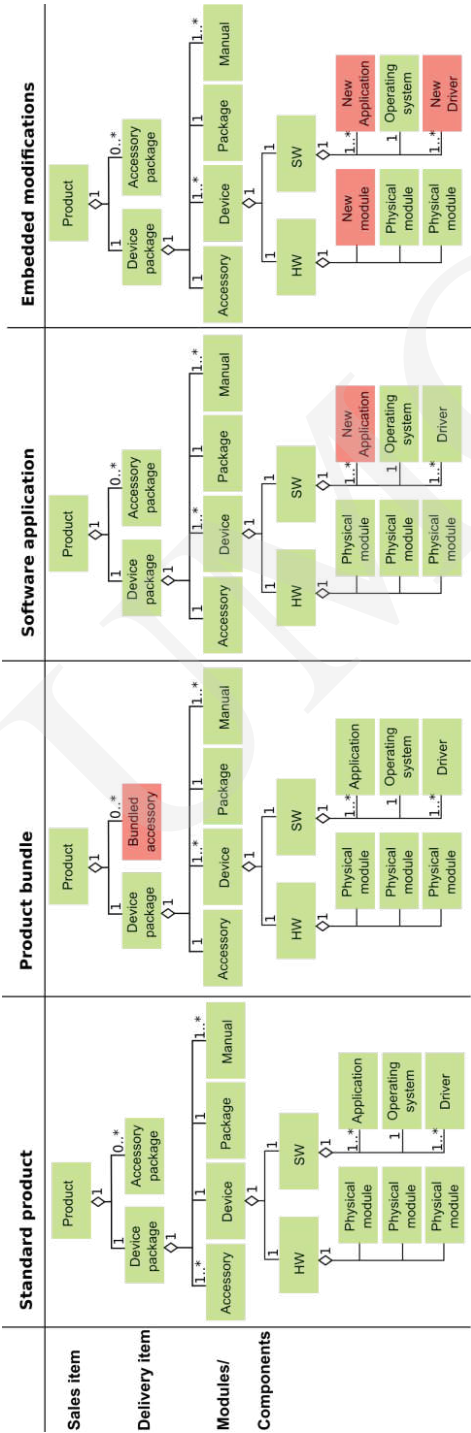 Standard product
Product bundle
Software application
Embedded modifications
Sales item
Delivery item
Modules/
Components
Product
1
1
0..*
Device
package
Accessory
package
1
1..*
1
1
1..*
Accessory
Device
Package
Manual
1
1
1
HW
SW
1
1
Physical
module
Physical
module
Physical
module
1..*
Application
1
Operating
system
1..*
Driver
Product
1
1
0..*
Device
package
Bundled
accessory
1
1
1..*
1
1..*
Accessory
Device
Package
Manual
1
1
1
HW
SW
1
1
Physical
module
Physical
module
Physical
module
1..*
Application
1
Operating
system
1..*
Driver
Product
1
1
0..*
Device
package
Accessory
package
1
1
1..*
1
1..*
Accessory
Device
Package
Manual
1
1
1
HW
SW
1
1
Physical
module
Physical
module
Physical
module
1..*
New
Application
1
Operating
system
1..*
Driver
Product
1
1
0..*
Device
package
Accessory
package
1
1
1..*
1
1..*
Accessory
Device
Package
Manual
1
1
1
HW
SW
1
1
New
module
Physical
module
Physical
module
1..*
New
Application
1
Operating
system
1..*
New
Driver